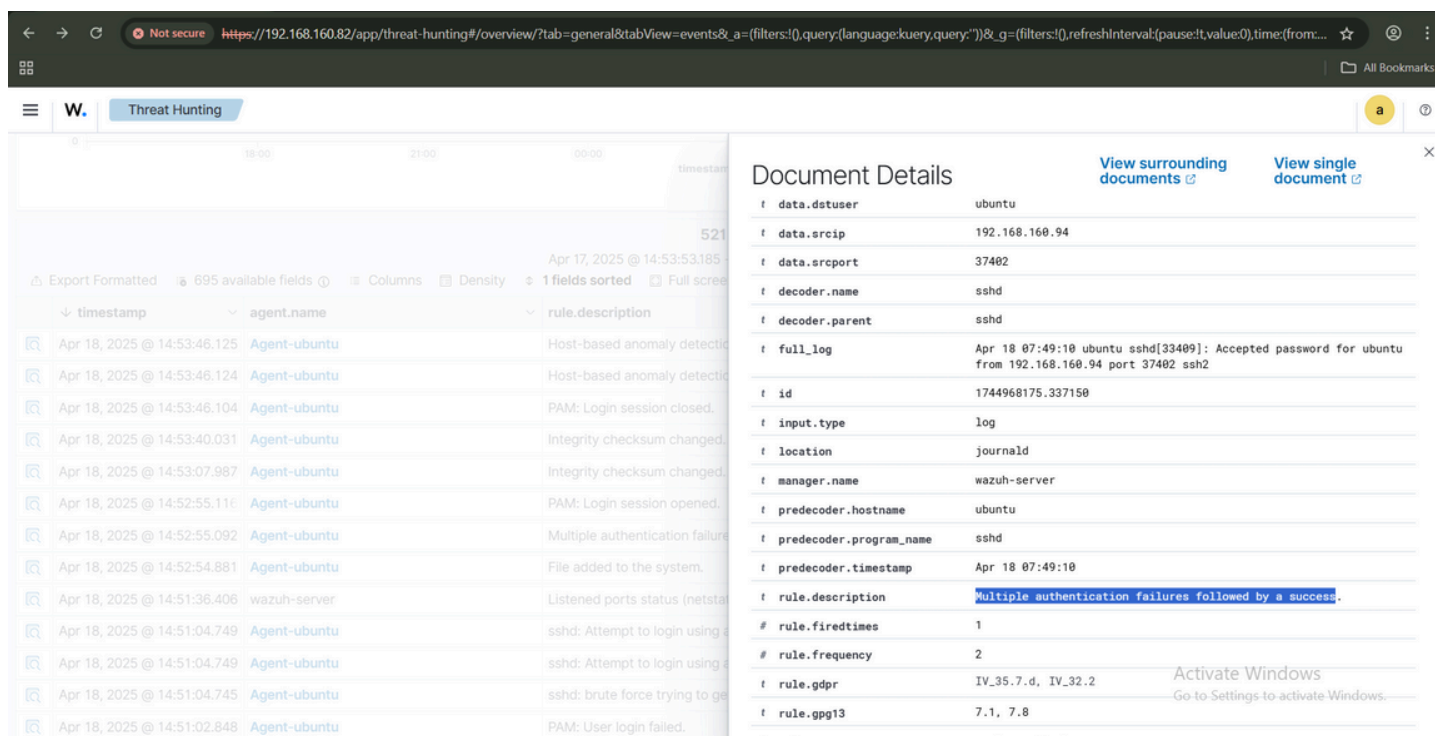 Not secure https://192.168.160.82/app/threat-hunting#/overview/?tab=general&tabView=events&_a=(filters:!(),query:(language:kuery,query:''))&_g=(filters:!(),refreshInterval:(pause:!t,value:0),time:(from:...
All Bookmarks
W. Threat Hunting a
0
18:00 21:00 00:00
timestam
521
Apr 17, 2025 @ 14:53:53.185 -
Export Formatted 695 available fields Columns Density 1 fields sorted Full scree
timestamp agent.name rule.description
Apr 18, 2025 @ 14:53:46.125 Agent-ubuntu Host-based anomaly detectio
Apr 18, 2025 @ 14:53:46.124 Agent-ubuntu Host-based anomaly detectio
Apr 18, 2025 @ 14:53:46.104 Agent-ubuntu PAM: Login session closed.
Apr 18, 2025 @ 14:53:40.031 Agent-ubuntu Integrity checksum changed.
Apr 18, 2025 @ 14:53:07.987 Agent-ubuntu Integrity checksum changed.
Apr 18, 2025 @ 14:52:55.116 Agent-ubuntu PAM: Login session opened.
Apr 18, 2025 @ 14:52:55.092 Agent-ubuntu Multiple authentication failure
Apr 18, 2025 @ 14:52:54.881 Agent-ubuntu File added to the system.
Apr 18, 2025 @ 14:51:36.406 wazuh-server Listened ports status (netstat
Apr 18, 2025 @ 14:51:04.749 Agent-ubuntu sshd: Attempt to login using a
Apr 18, 2025 @ 14:51:04.749 Agent-ubuntu sshd: Attempt to login using a
Apr 18, 2025 @ 14:51:04.745 Agent-ubuntu sshd: brute force trying to ge
Apr 18, 2025 @ 14:51:02.848 Agent-ubuntu PAM: User login failed.
Document Details
View surrounding
documents
View single
document
t data.dstuser ubuntu
t data.srcip 192.168.160.94
t data.srcport 37402
t decoder.name sshd
t decoder.parent sshd
t full_log Apr 18 07:49:10 ubuntu sshd[33409]: Accepted password for ubuntu
from 192.168.160.94 port 37402 ssh2
t id 1744968175.337150
t input.type log
t location journald
t manager.name wazuh-server
t predecoder.hostname ubuntu
t predecoder.program_name sshd
t predecoder.timestamp Apr 18 07:49:10
t rule.description Multiple authentication failures followed by a success.
# rule.firedtimes 1
# rule.frequency 2
t rule.gdpr IV_35.7.d, IV_32.2
t rule.gpg13 7.1, 7.8
Activate Windows
Go to Settings to activate Windows.